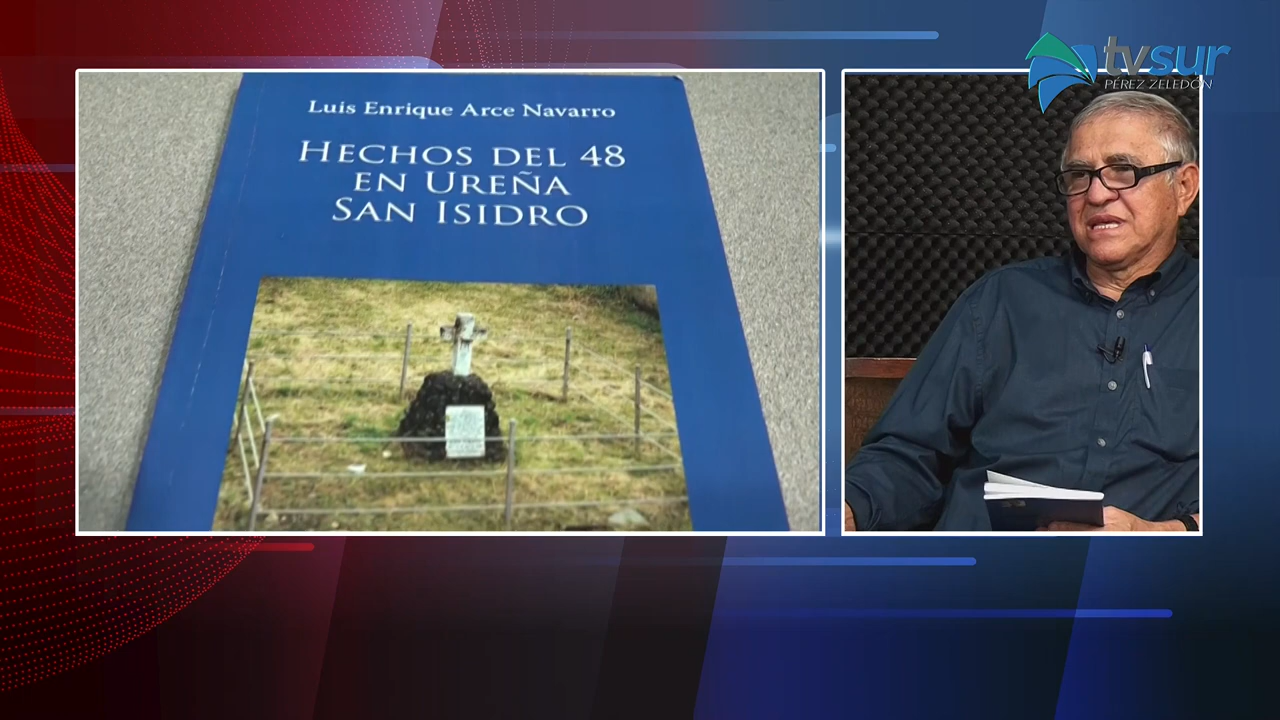 Luis Enrique Arce Navarro
HECHOS DEL 48
EN UREÑA
SAN ISIDRO
tvsur
PÉREZ ZELEDÓN